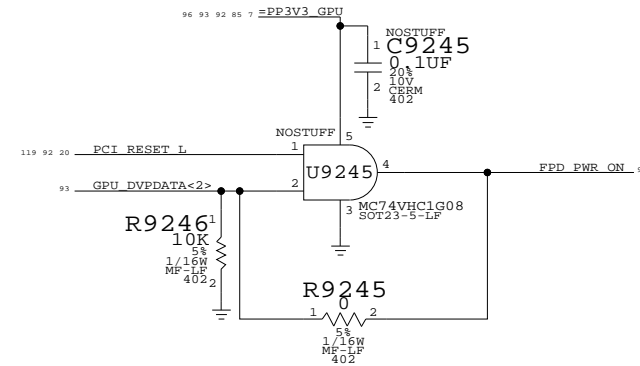 96 93 92 85 7 =PP3V3_GPU
NOSTUFF
1 C9245
0.1UF
20%
10V
2 CERM
402
NOSTUFF 5
119 92 20 PCI_RESET_L 1
U9245 4 FPD_PWR_ON 9
93 GPU_DVPDATA<2> 2
3 MC74VHC1G08
SOT23-5-LF
R9246 1
10K
5%
1/16W
MF-LF
402 2
R9245
0
1 2
5%
1/16W
MF-LF
402